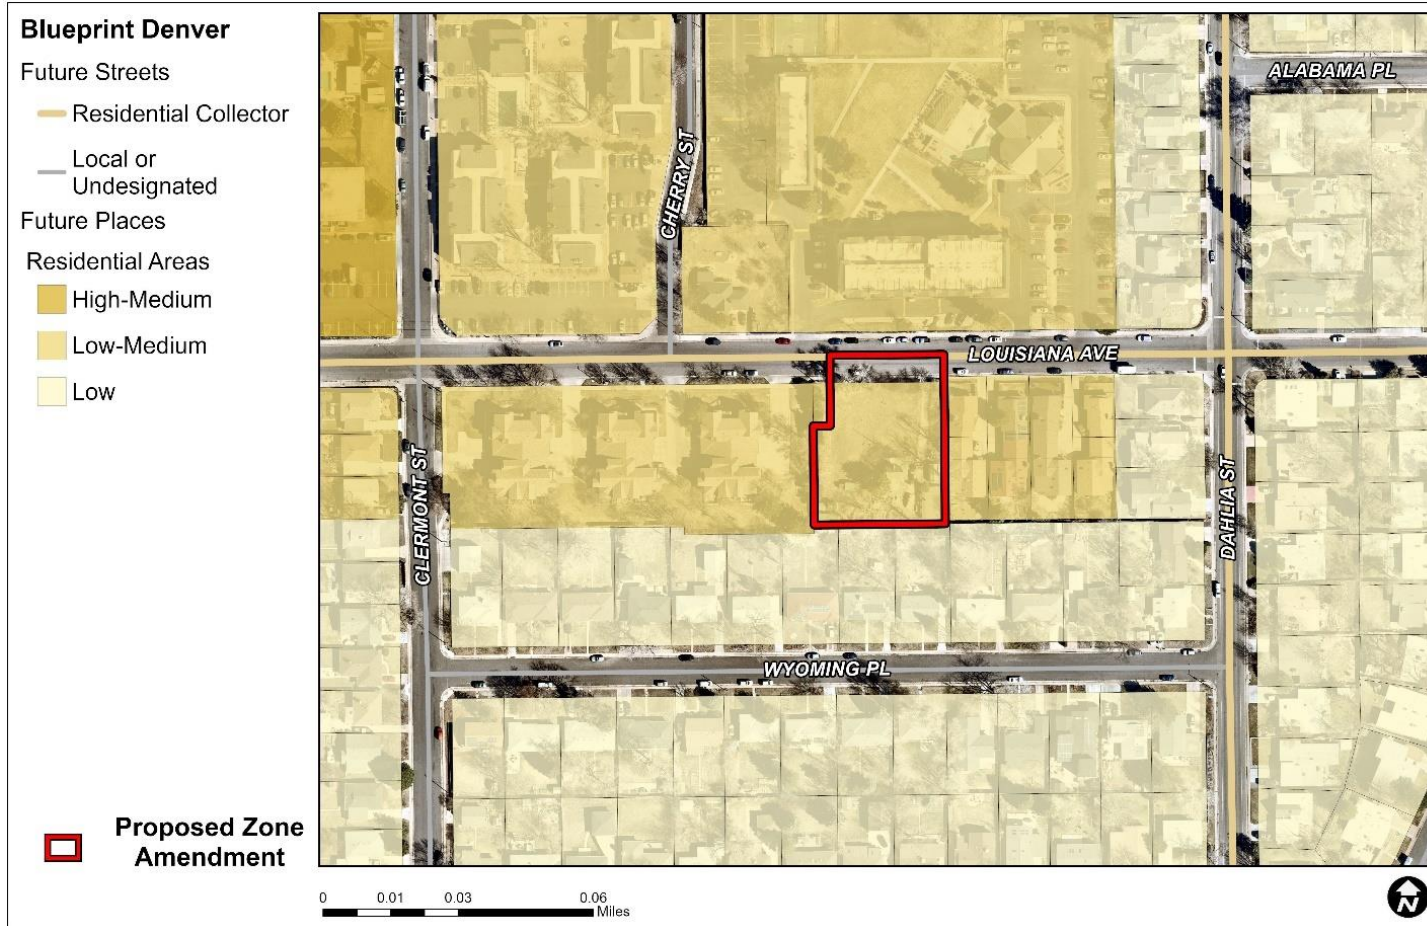 Blueprint Denver
Future Streets
Residential Collector
Local or
Undesignated
Future Places
Residential Areas
High-Medium
Low-Medium
Low
Proposed Zone
Amendment
ALABAMA PL
CHERRY ST
LOUISIANA AVE
CLERMONT ST
DAHLIA ST
WYOMING PL
0 0.01 0.03 0.06
Miles
N